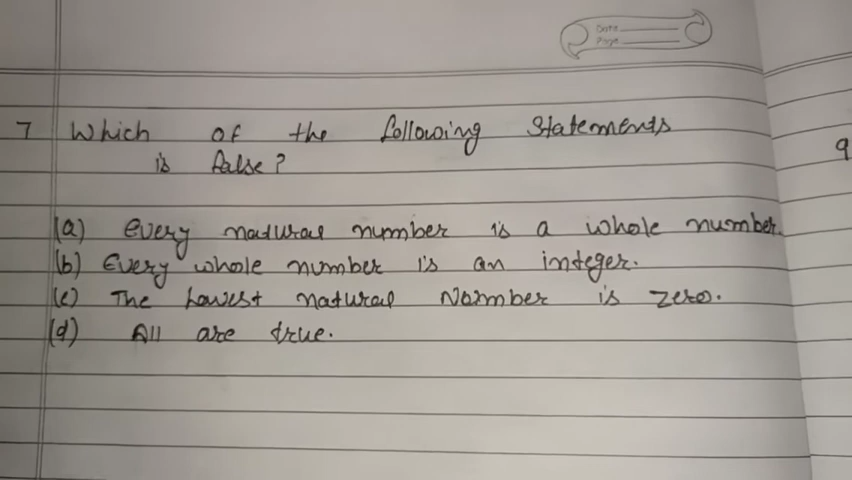 Date
Page
7 Which of the following Statements
is false?
9
(a) Every natural number is a whole number.
(b) Every whole number is an integer.
(c) The Lowest natural Nomber is zero.
(d) All are true.